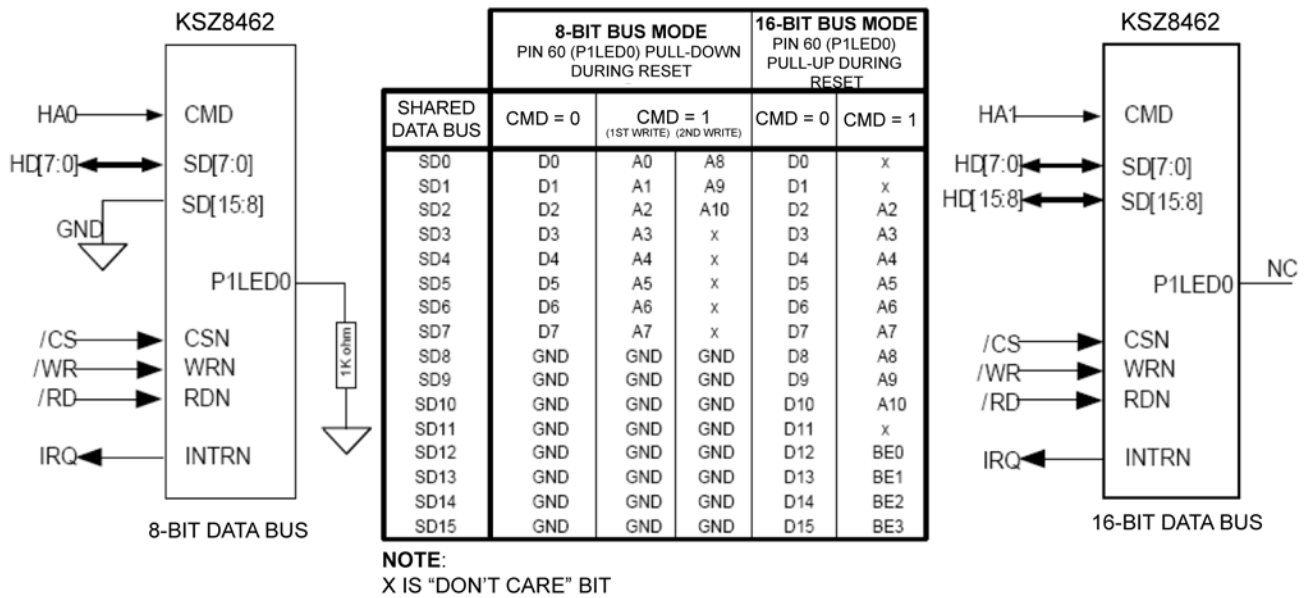 KSZ8462
HA0 CMD
HD[7:0] SD[7:0]
SD[15:8]
GND
P1LED0
1K ohm
/CS CSN
/WR WRN
/RD RDN
IRQ INTRN
8-BIT DATA BUS
8-BIT BUS MODE
PIN 60 (P1LED0) PULL-DOWN
DURING RESET
16-BIT BUS MODE
PIN 60 (P1LED0)
PULL-UP DURING
RESET
SHARED
DATA BUS
CMD = 0
CMD = 1
(1ST WRITE) (2ND WRITE)
CMD = 0
CMD = 1
SD0 D0 A0 A8 D0 X
SD1 D1 A1 A9 D1 X
SD2 D2 A2 A10 D2 A2
SD3 D3 A3 X D3 A3
SD4 D4 A4 X D4 A4
SD5 D5 A5 X D5 A5
SD6 D6 A6 X D6 A6
SD7 D7 A7 X D7 A7
SD8 GND GND GND D8 A8
SD9 GND GND GND D9 A9
SD10 GND GND GND D10 A10
SD11 GND GND GND D11 X
SD12 GND GND GND D12 BE0
SD13 GND GND GND D13 BE1
SD14 GND GND GND D14 BE2
SD15 GND GND GND D15 BE3
NOTE:
X IS “DON’T CARE” BIT
KSZ8462
HA1 CMD
HD[7:0] SD[7:0]
HD[15:8] SD[15:8]
P1LED0 NC
/CS CSN
/WR WRN
/RD RDN
IRQ INTRN
16-BIT DATA BUS